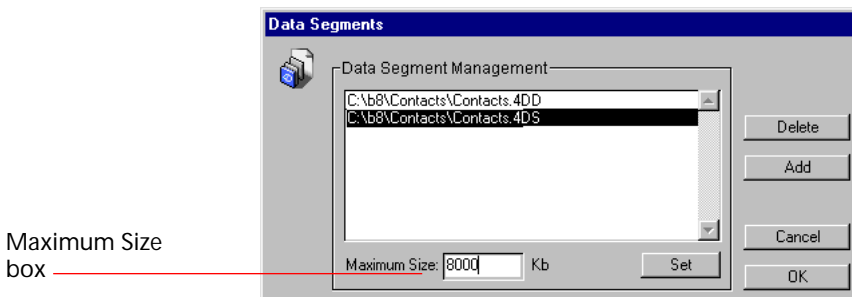 Data Segments
Data Segment Management
C:\b8\Contacts\Contacts.4DD
C:\b8\Contacts\Contacts.4DS
Delete
Add
Maximum Size
box
Cancel
Maximum Size: 8000 Kb Set
OK